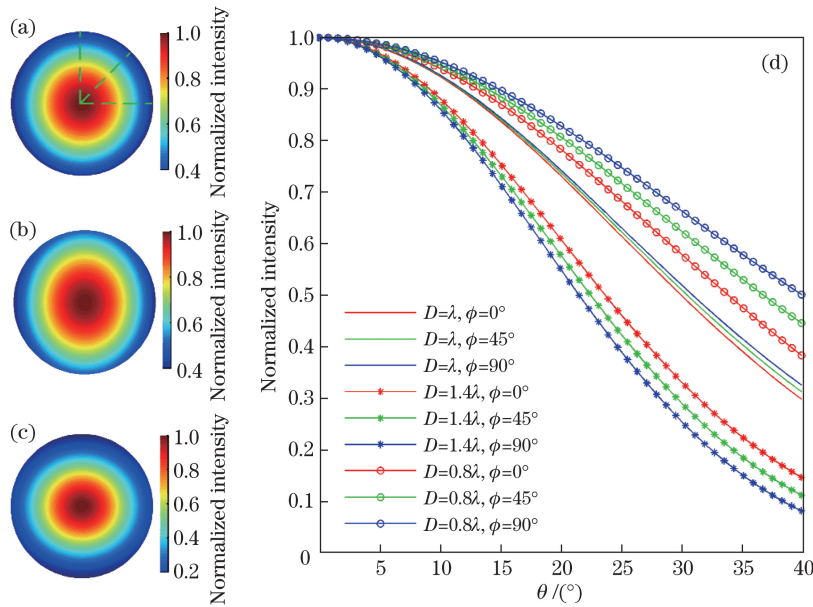 (a)
1.0
0.8
0.6
0.4
Normalized intensity
(b)
1.0
0.8
0.6
0.4
Normalized intensity
(c)
1.0
0.8
0.6
0.4
0.2
Normalized intensity
(d)
Normalized intensity
1.0
0.9
0.8
0.7
0.6
0.5
0.4
0.3
0.2
0.1
0
D=λ, ϕ=0°
D=λ, ϕ=45°
D=λ, ϕ=90°
D=1.4λ, ϕ=0°
D=1.4λ, ϕ=45°
D=1.4λ, ϕ=90°
D=0.8λ, ϕ=0°
D=0.8λ, ϕ=45°
D=0.8λ, ϕ=90°
5 10 15 20 25 30 35 40
θ /(°)